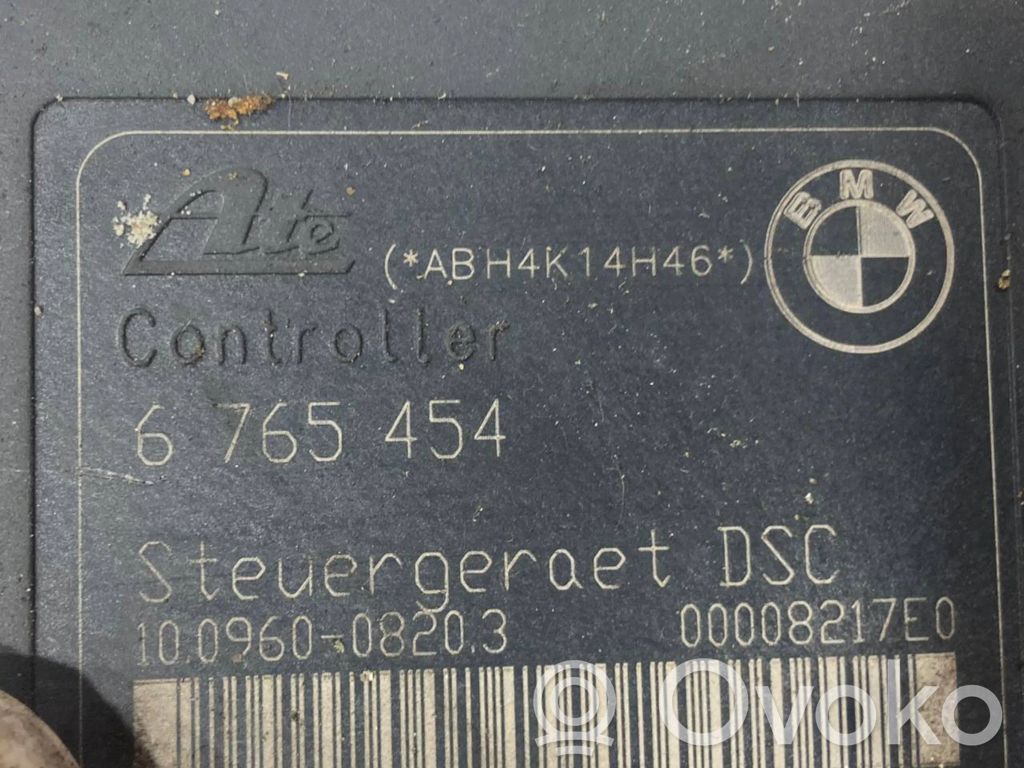 Ate
(*ABH4K14H46*)
BMW
Controller
6 765 454
Steuergeraet DSC
10.0960-0820.3 00008217E0
Ovoko